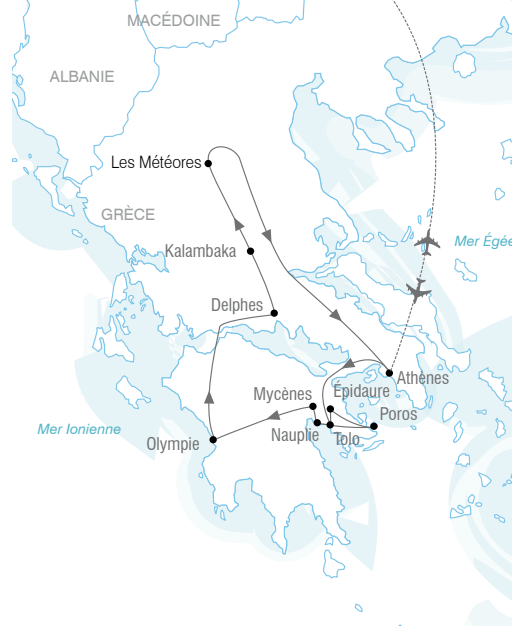 MACÉDOINE
ALBANIE
Les Météores
GRÈCE
Mer Égée
Kalambaka
Delphes
Athènes
Épidaure
Mycènes
Poros
Mer Ionienne
Nauplie
Tolo
Olympie